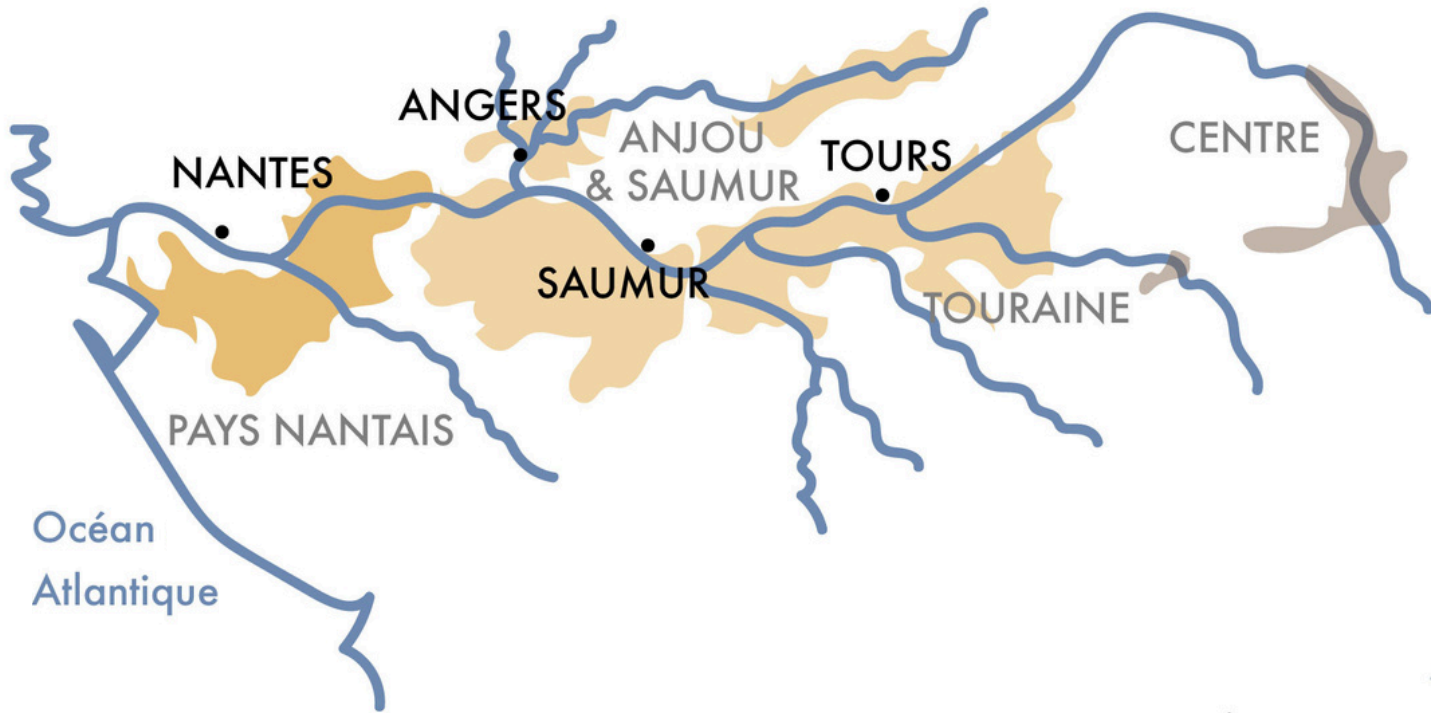 ANGERS
NANTES
ANJOU
& SAUMUR
TOURS
CENTRE
SAUMUR
TOURAINE
PAYS NANTAIS
Océan
Atlantique